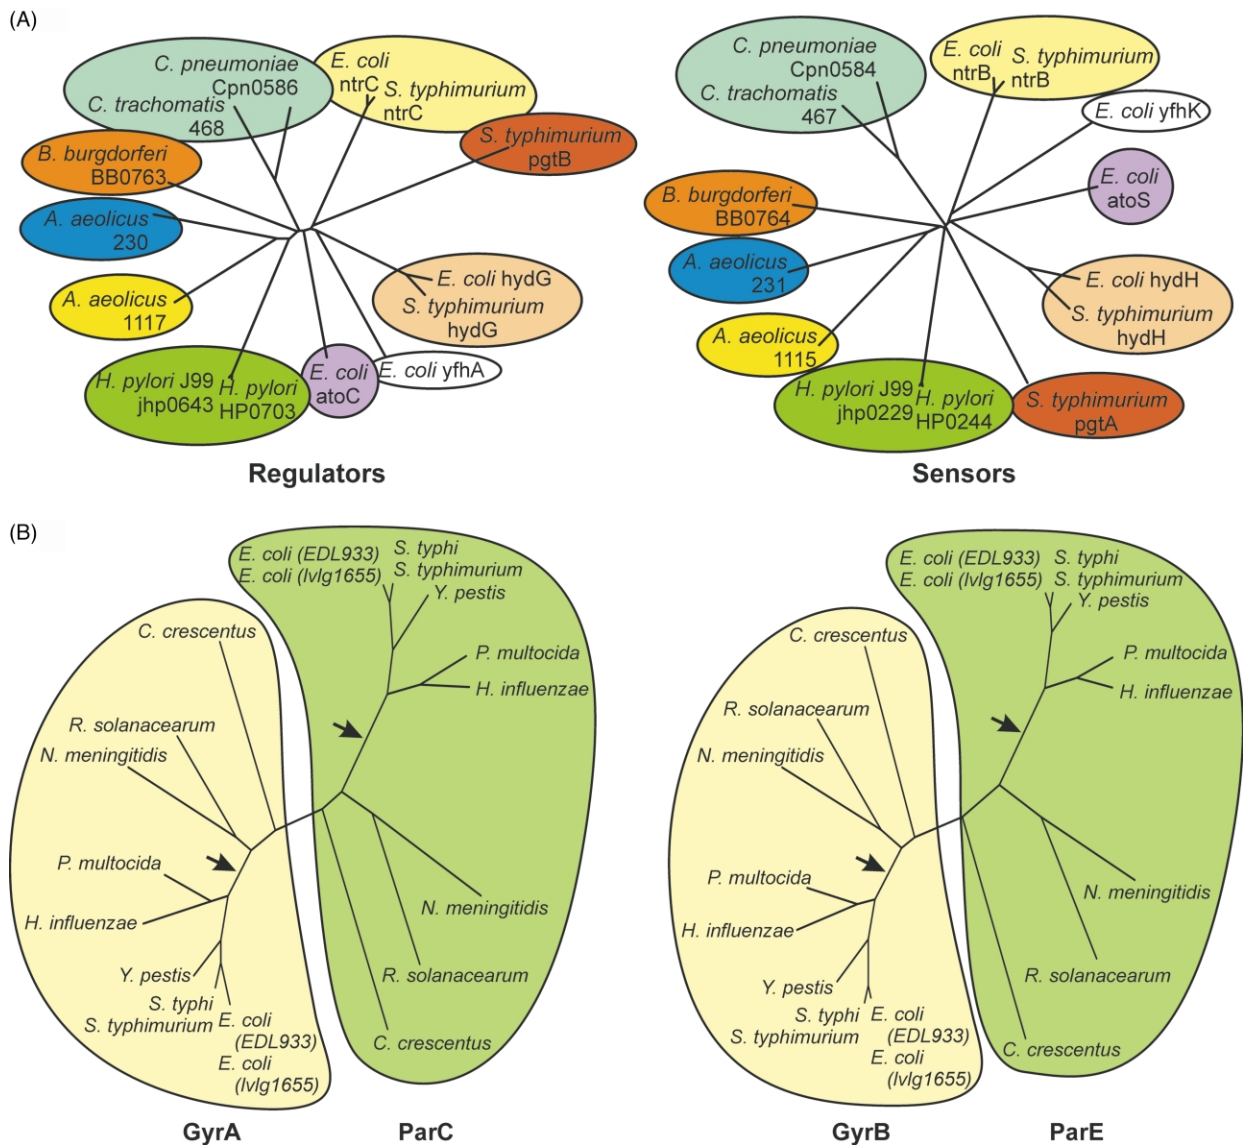 (A)
C. pneumoniae
Cpn0586
C. trachomatis
468
E. coli
ntrC
S. typhimurium
ntrC
S. typhimurium
pgtB
B. burgdorferi
BB0763
A. aeolicus
230
A. aeolicus
1117
E. coli hydG
S. typhimurium
hydG
H. pylori J99
jhp0643
H. pylori
HP0703
E. coli
atoC
E. coli yfhA
Regulators
C. pneumoniae
Cpn0584
C. trachomatis
467
E. coli
ntrB
S. typhimurium
ntrB
E. coli yfhK
E. coli
atoS
B. burgdorferi
BB0764
A. aeolicus
231
A. aeolicus
1115
E. coli hydH
S. typhimurium
hydH
H. pylori J99
jhp0229
H. pylori
HP0244
S. typhimurium
pgtA
Sensors
(B)
E. coli (EDL933)
E. coli (lvlg1655)
S. typhi
S. typhimurium
Y. pestis
P. multocida
H. influenzae
C. crescentus
R. solanacearum
N. meningitidis
P. multocida
H. influenzae
Y. pestis
S. typhi
S. typhimurium
E. coli
(EDL933)
E. coli
(lvlg1655)
N. meningitidis
R. solanacearum
C. crescentus
GyrA
ParC
E. coli (EDL933)
E. coli (lvlg1655)
S. typhi
S. typhimurium
Y. pestis
P. multocida
H. influenzae
C. crescentus
R. solanacearum
N. meningitidis
P. multocida
H. influenzae
Y. pestis
S. typhi
S. typhimurium
E. coli
(EDL933)
E. coli
(lvlg1655)
N. meningitidis
R. solanacearum
C. crescentus
GyrB
ParE